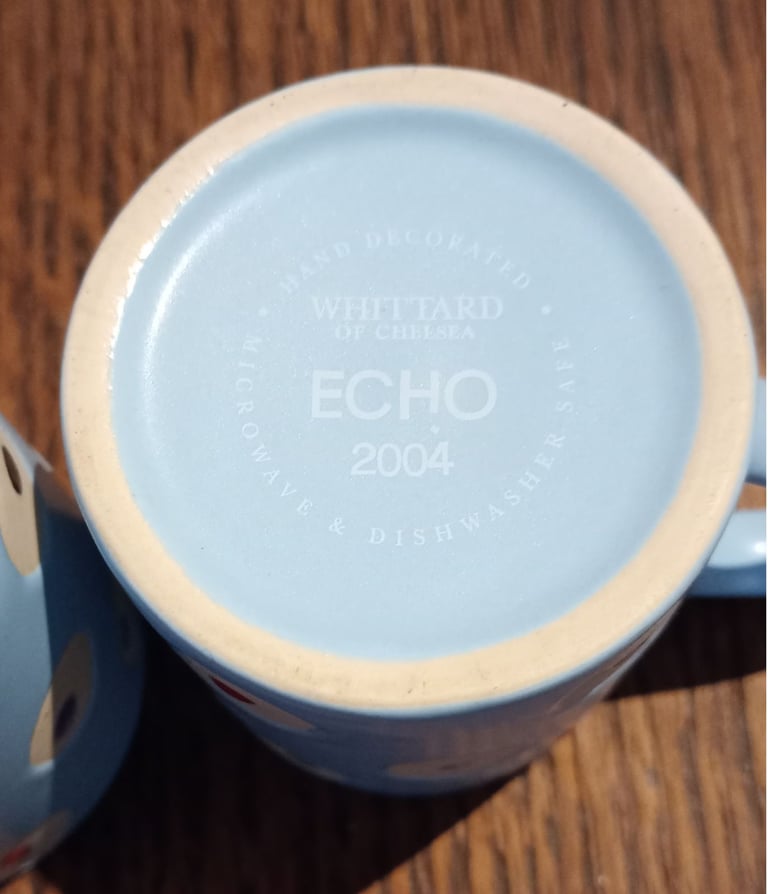 HAND DECORATED
WHITTARD
OF CHELSEA
ECHO
2004
MICROWAVE & DISHWASHER SAFE